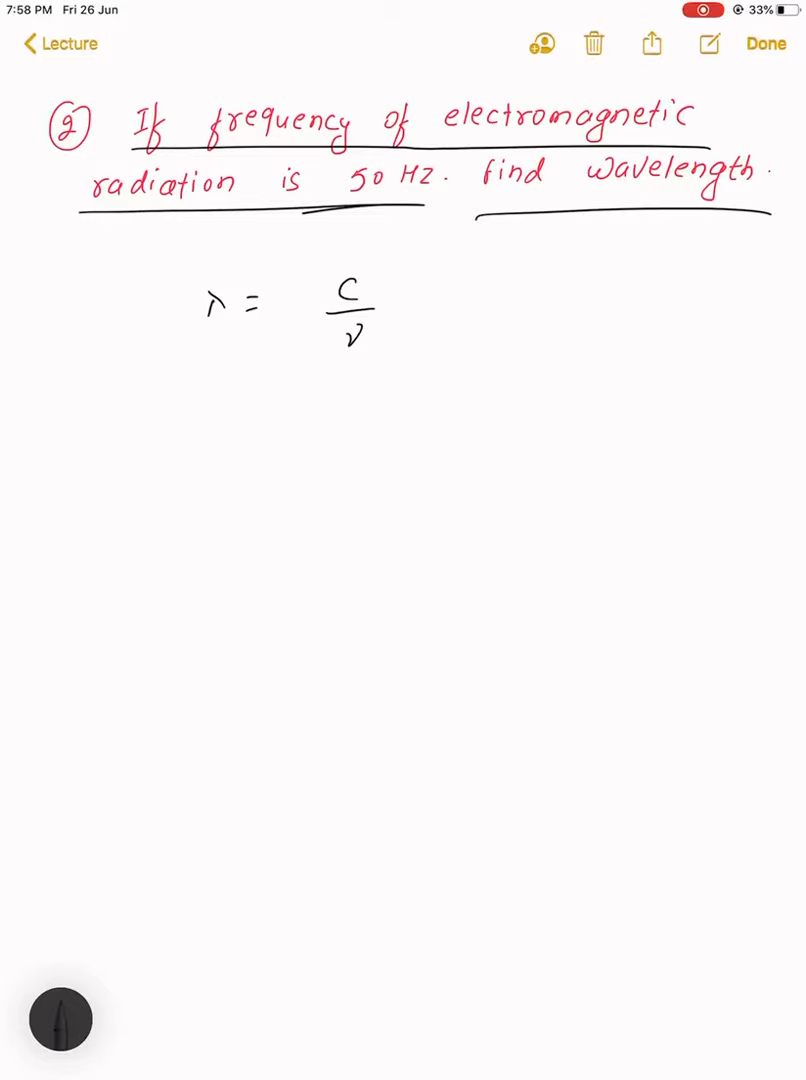 7:58 PM Fri 26 Jun 33%
Lecture Done
② If frequency of electromagnetic
radiation is 50 HZ. find wavelength.
λ = c
ν